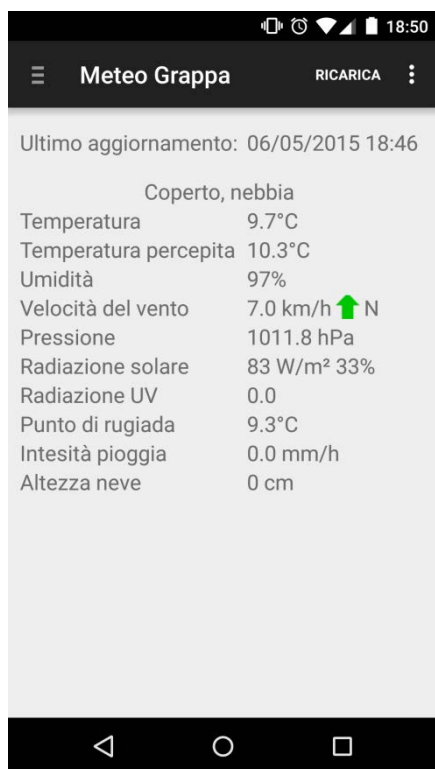 18:50
Meteo Grappa RICARICA
Ultimo aggiornamento: 06/05/2015 18:46
Coperto, nebbia
Temperatura 9.7°C
Temperatura percepita 10.3°C
Umidità 97%
Velocità del vento 7.0 km/h N
Pressione 1011.8 hPa
Radiazione solare 83 W/m² 33%
Radiazione UV 0.0
Punto di rugiada 9.3°C
Intesità pioggia 0.0 mm/h
Altezza neve 0 cm